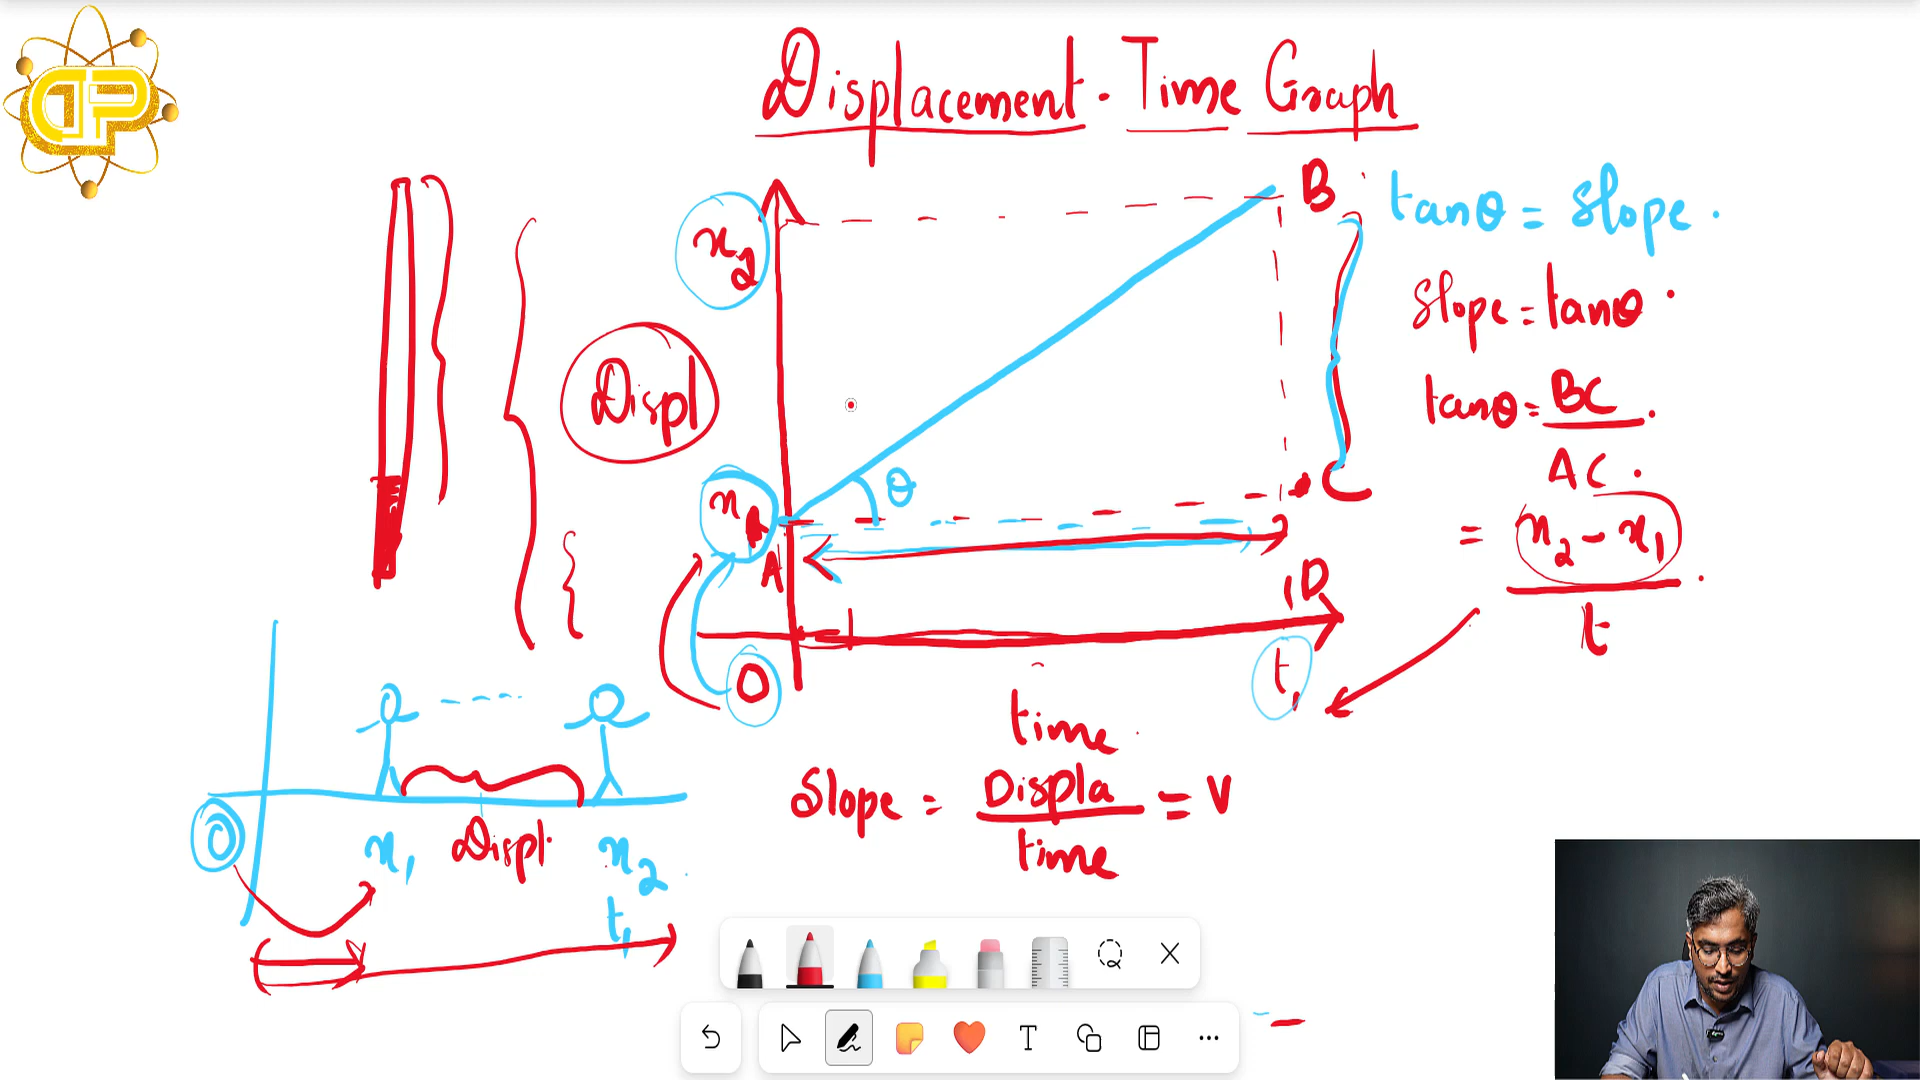 DP
Displacement - Time Graph
x2
B
tanθ = Slope.
Slope = tanθ.
Displ
tanθ = BC
AC.
x1
θ
C
A
= x2 - x1
t
D
O
t1
time
Slope = Displa = V
time
O
x1
Displ.
x2
t1
T